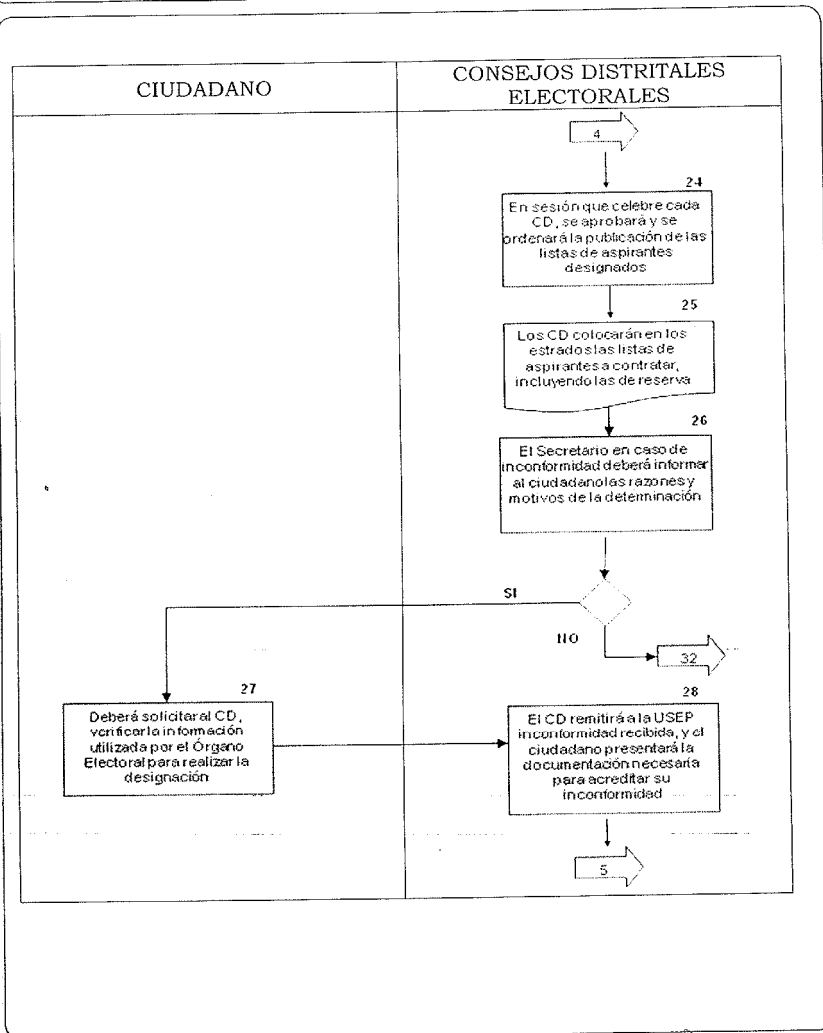 CIUDADANO
CONSEJOS DISTRITALES
ELECTORALES
4
24
En sesión que celebre cada
CD, se aprobará y se
ordenará la publicación de las
listas de aspirantes
designados
25
Los CD colocarán en los
estrados las listas de
aspirantes a contratar,
incluyendo las de reserva
26
El Secretario en caso de
inconformidad deberá informar
al ciudadano las razones y
motivos de la determinación
SI
NO
32
27
Deberá solicitar al CD,
verificar la información
utilizada por el Órgano
Electoral para realizar la
designación
28
El CD remitirá a la USEP
inconformidad recibida, y el
ciudadano presentará la
documentación necesaria
para acreditar su
inconformidad
5